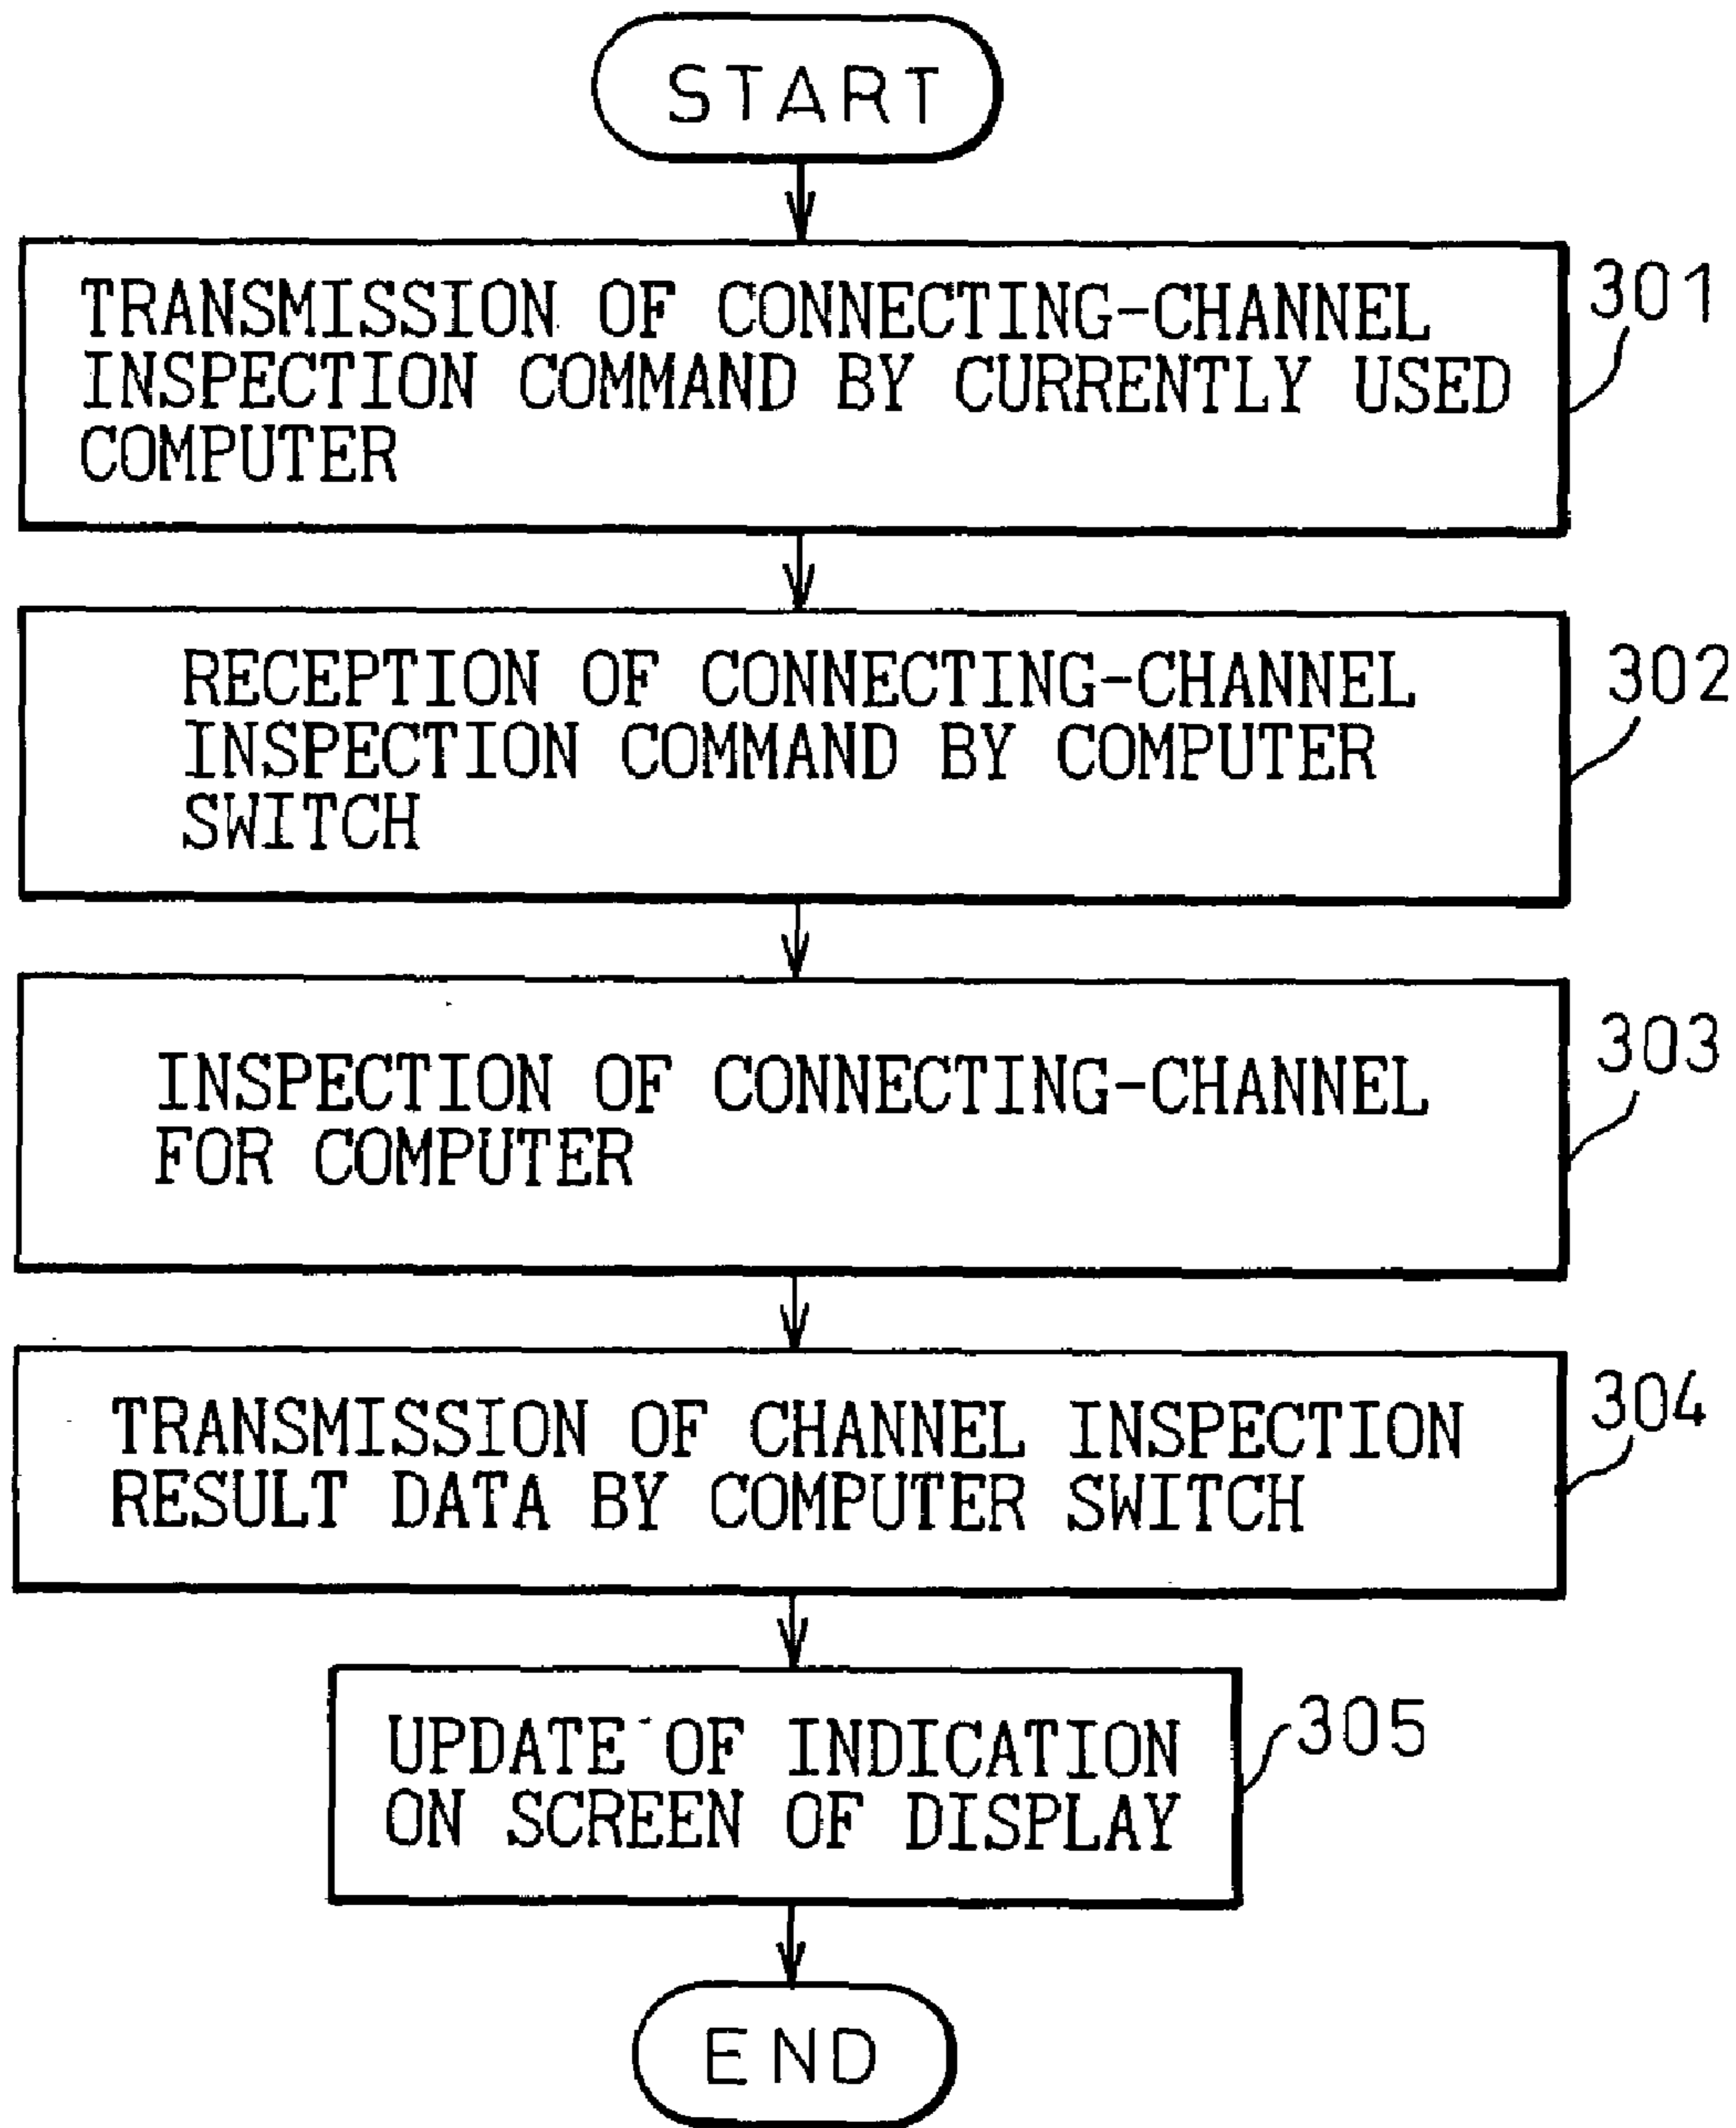 START
TRANSMISSION OF CONNECTING-CHANNEL
INSPECTION COMMAND BY CURRENTLY USED
COMPUTER
301
RECEPTION OF CONNECTING-CHANNEL
INSPECTION COMMAND BY COMPUTER
SWITCH
302
INSPECTION OF CONNECTING-CHANNEL
FOR COMPUTER
303
TRANSMISSION OF CHANNEL INSPECTION
RESULT DATA BY COMPUTER SWITCH
304
UPDATE OF INDICATION
ON SCREEN OF DISPLAY
305
END